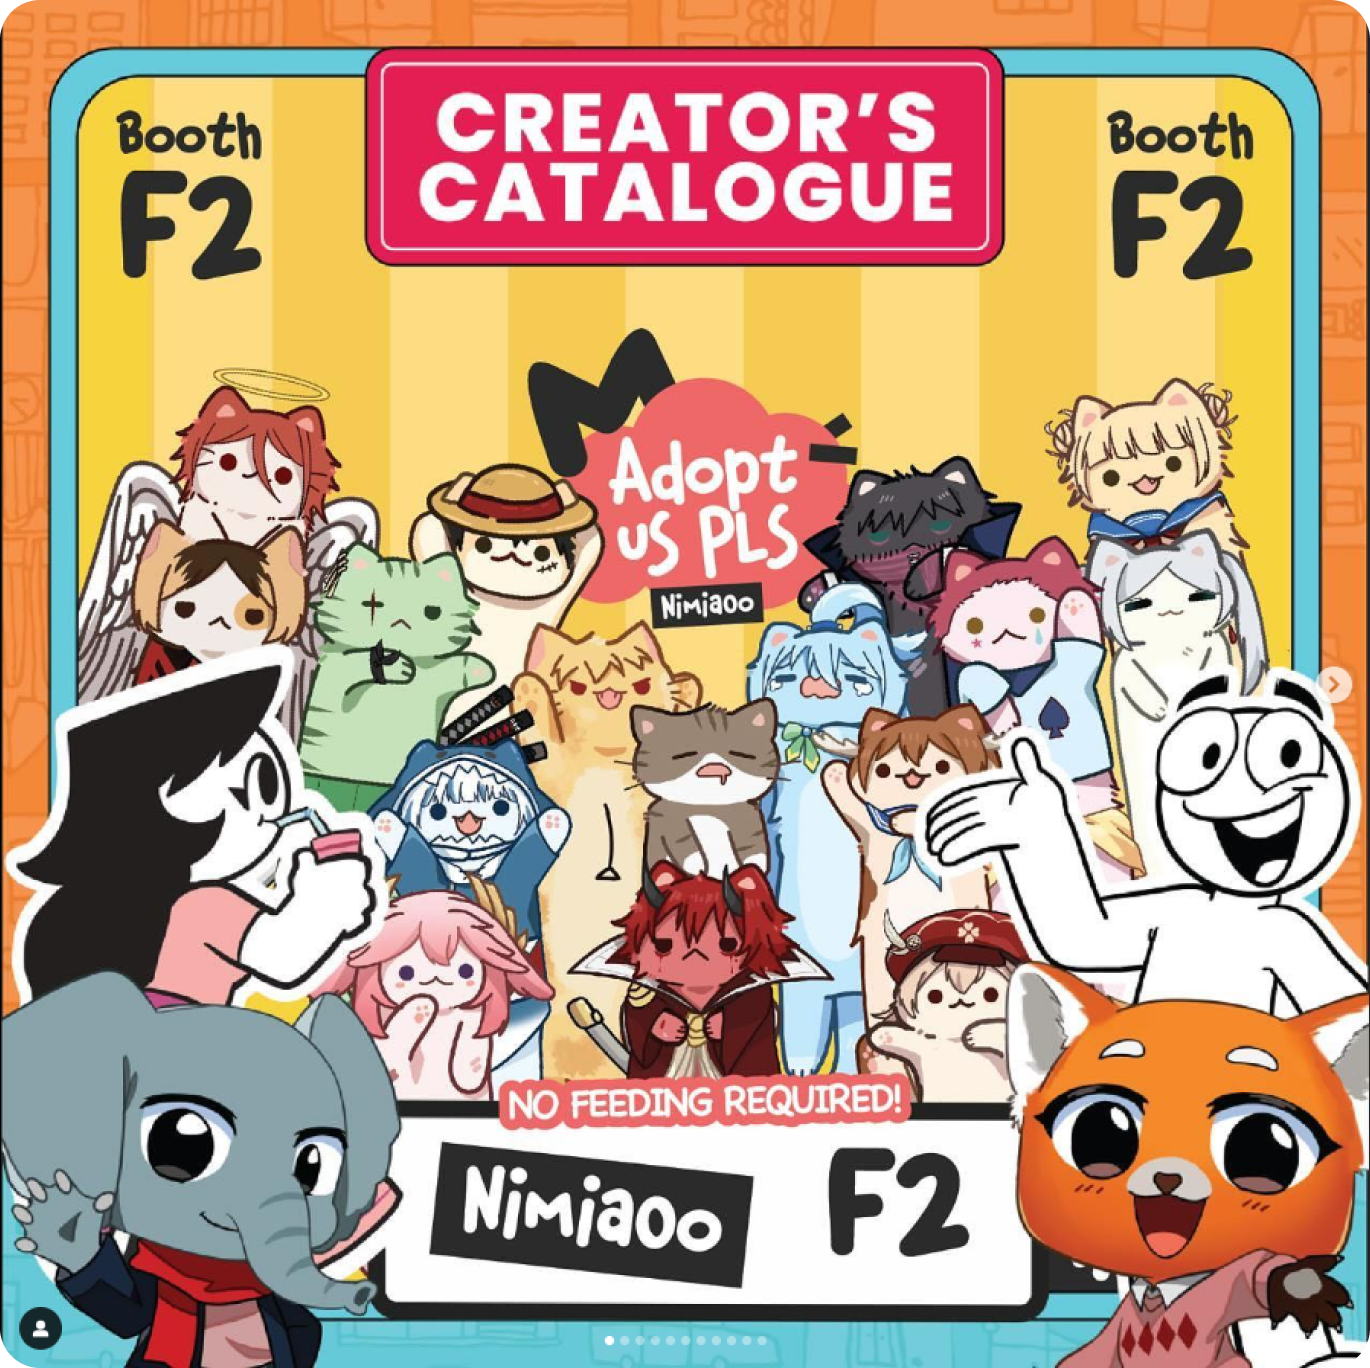 CREATOR'S
CATALOGUE
Booth
F2
Booth
F2
Adopt
us PLS
Nimiaoo
NO FEEDING REQUIRED!
Nimiaoo
F2